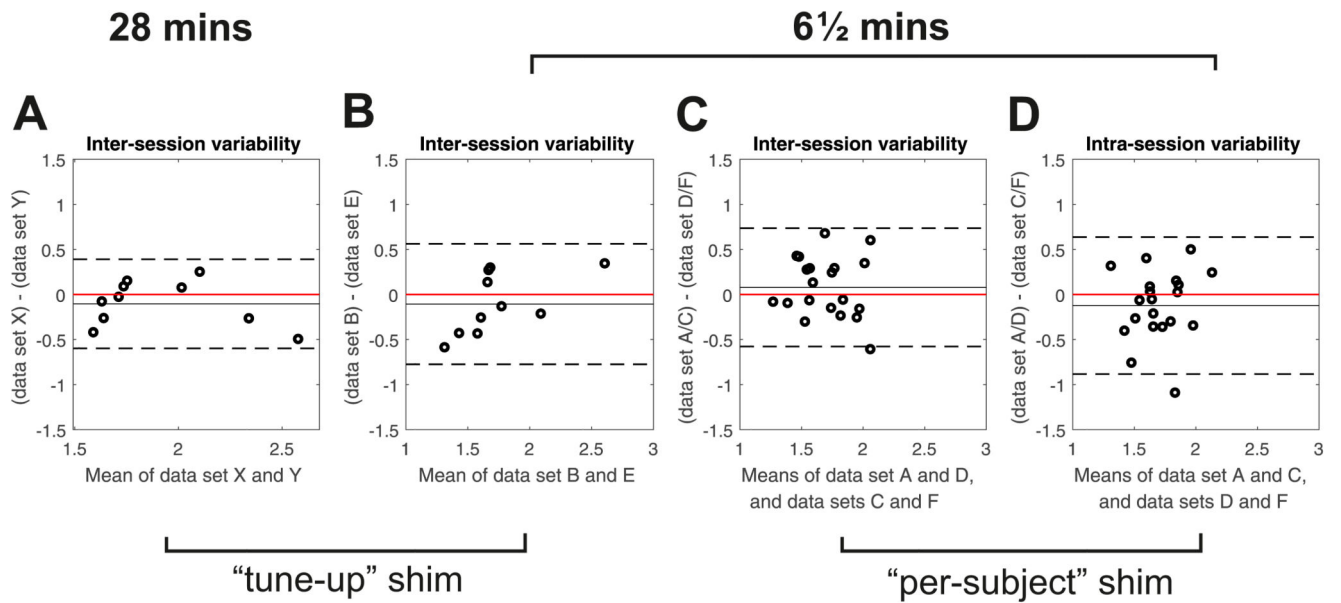 28 mins
6½ mins
A
Inter-session variability
(data set X) - (data set Y)
1.5
1
0.5
0
-0.5
-1
-1.5
1.5
2
2.5
Mean of data set X and Y
B
Inter-session variability
(data set B) - (data set E)
1.5
1
0.5
0
-0.5
-1
-1.5
1
1.5
2
2.5
3
Mean of data set B and E
C
Inter-session variability
(data set A/C) - (data set D/F)
1.5
1
0.5
0
-0.5
-1
-1.5
1
1.5
2
2.5
3
Means of data set A and D,
and data sets C and F
D
Intra-session variability
(data set A/D) - (data set C/F)
1.5
1
0.5
0
-0.5
-1
-1.5
1
1.5
2
2.5
3
Means of data set A and C,
and data sets D and F
“tune-up” shim
“per-subject” shim